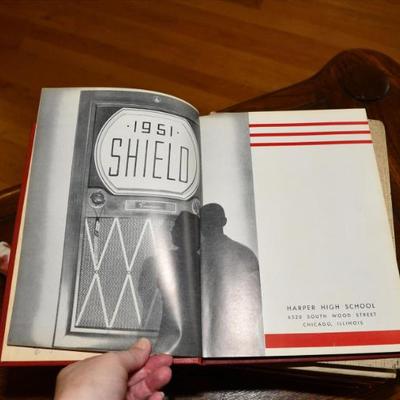 · 1951 ·
SHIELD
HARPER HIGH SCHOOL
6520 SOUTH WOOD STREET
CHICAGO, ILLINOIS